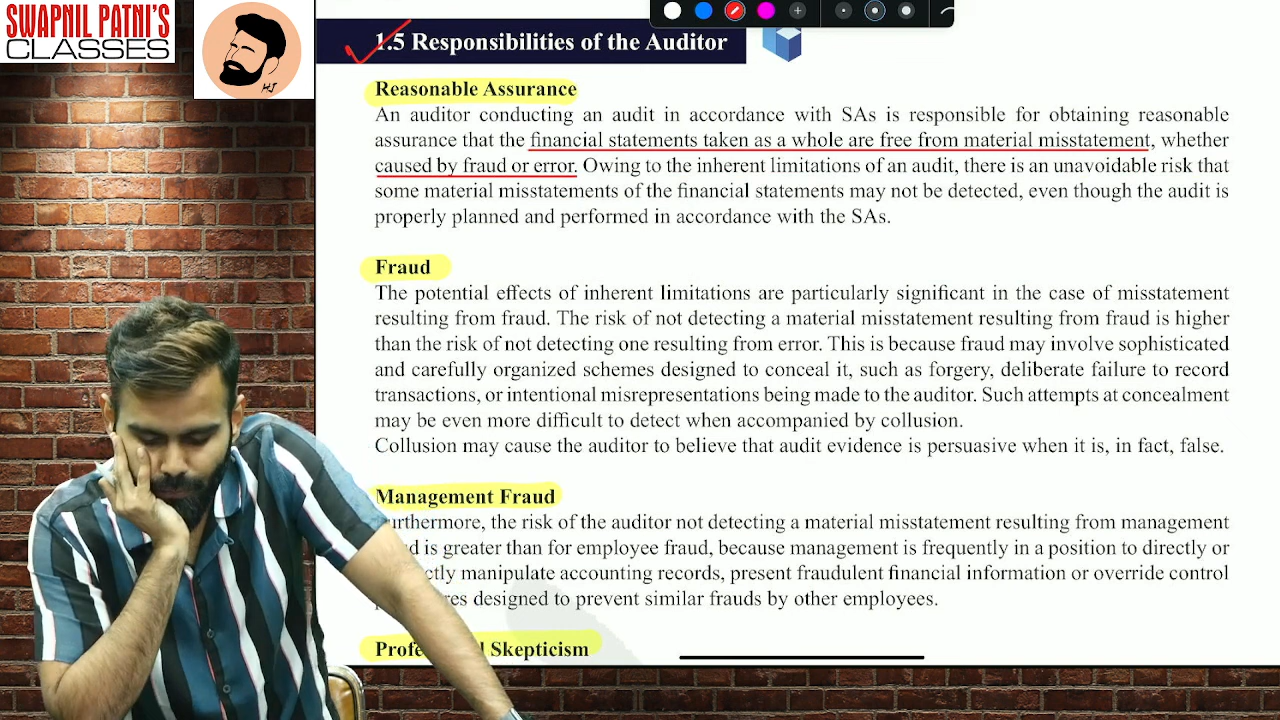 SWAPNIL PATNI'S
CLASSES
1.5 Responsibilities of the Auditor
Reasonable Assurance
An auditor conducting an audit in accordance with SAs is responsible for obtaining reasonable
assurance that the financial statements taken as a whole are free from material misstatement, whether
caused by fraud or error. Owing to the inherent limitations of an audit, there is an unavoidable risk that
some material misstatements of the financial statements may not be detected, even though the audit is
properly planned and performed in accordance with the SAs.
Fraud
The potential effects of inherent limitations are particularly significant in the case of misstatement
resulting from fraud. The risk of not detecting a material misstatement resulting from fraud is higher
than the risk of not detecting one resulting from error. This is because fraud may involve sophisticated
and carefully organized schemes designed to conceal it, such as forgery, deliberate failure to record
transactions, or intentional misrepresentations being made to the auditor. Such attempts at concealment
may be even more difficult to detect when accompanied by collusion.
Collusion may cause the auditor to believe that audit evidence is persuasive when it is, in fact, false.
Management Fraud
the risk of the auditor not detecting a material misstatement resulting from management
is greater than for employee fraud, because management is frequently in a position to directly or
manipulate accounting records, present fraudulent financial information or override control
designed to prevent similar frauds by other employees.
Skepticism